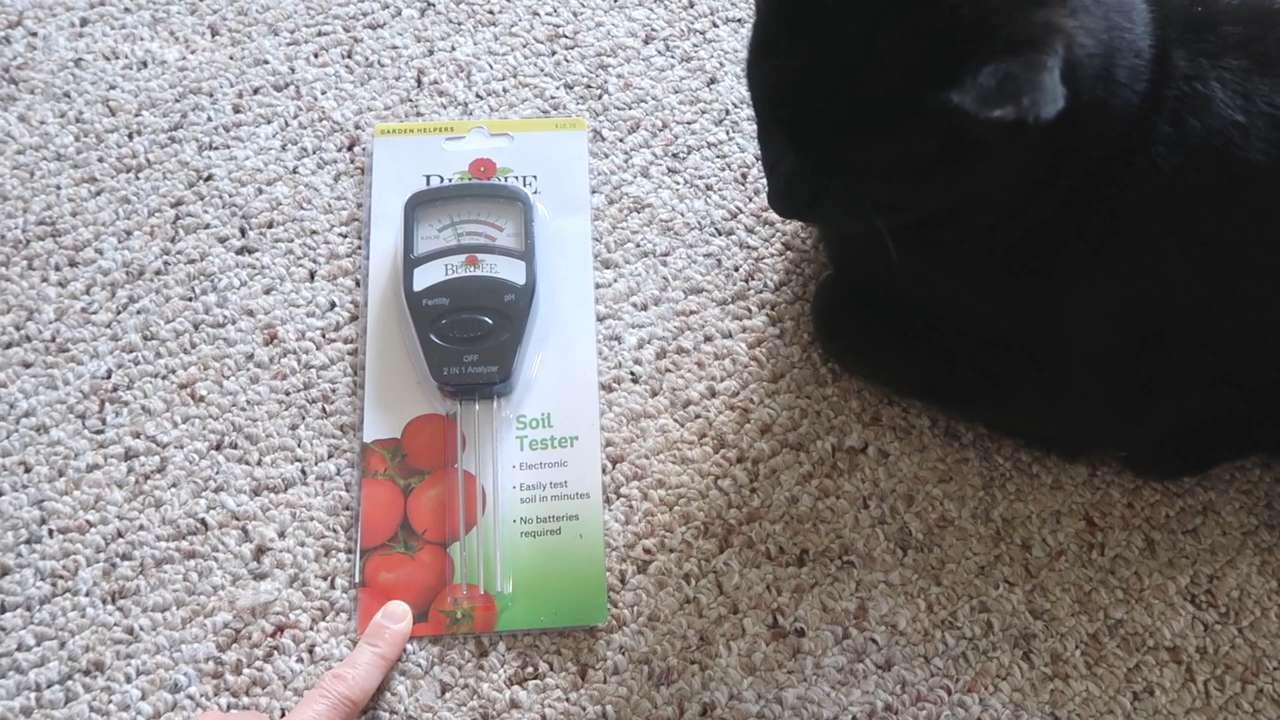 GARDEN HELPERS
BURPEE
BURPEE
Fertility pH
OFF
2 IN 1 Analyzer
Soil
Tester
• Electronic
• Easily test
soil in minutes
• No batteries
required